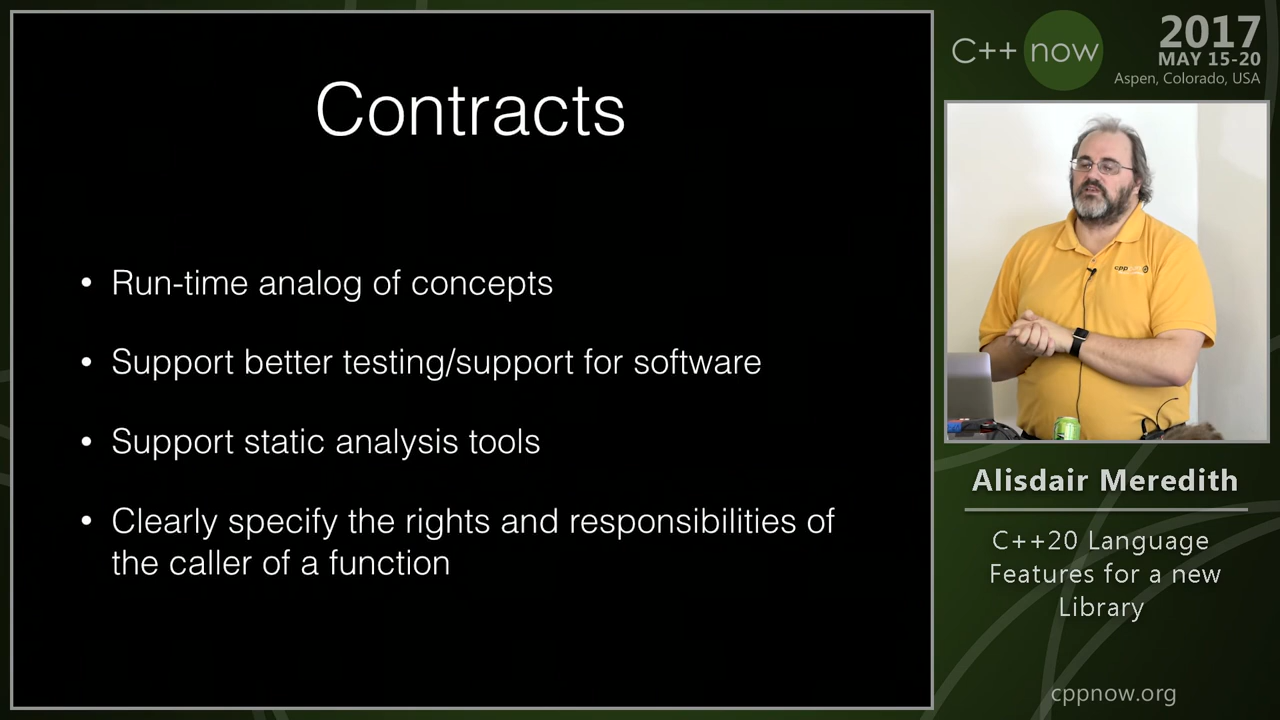 Contracts
• Run-time analog of concepts
• Support better testing/support for software
• Support static analysis tools
• Clearly specify the rights and responsibilities of
the caller of a function
C++ now
2017
MAY 15-20
Aspen, Colorado, USA
cpp
Alisdair Meredith
C++20 Language
Features for a new
Library
cppnow.org